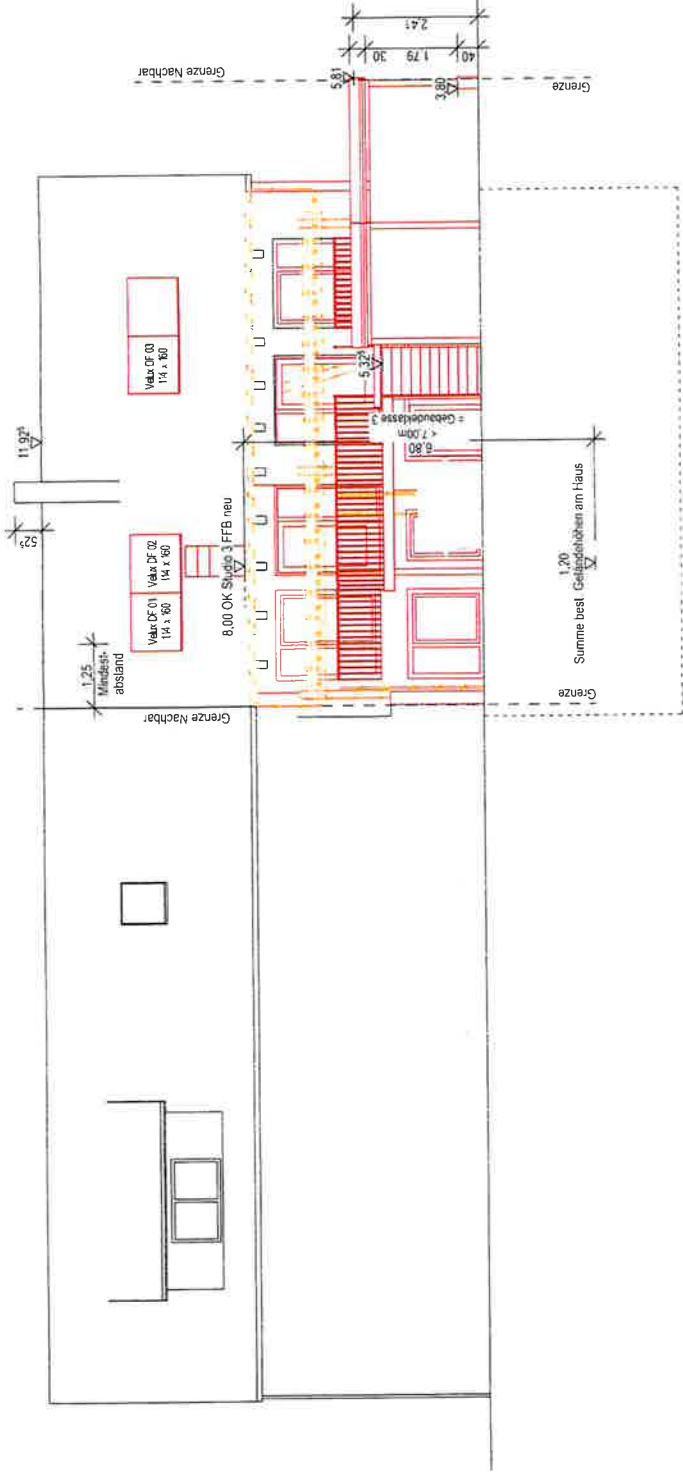 11,92⁵
52⁵
1,25
Mindest-
abstand
Velux DF 01
114 x 160
Velux DF 02
114 x 160
Velux DF 03
114 x 160
Grenze Nachbar
Grenze Nachbar
8,00 OK Studio 3 FFB neu
5,81
2,41
30
1,79
40
3,80
5,32⁵
6,80
< 7,00m
= Gebäudeklasse 3
Grenze
Grenze
1,20
Summe best. Geländehöhen am Haus